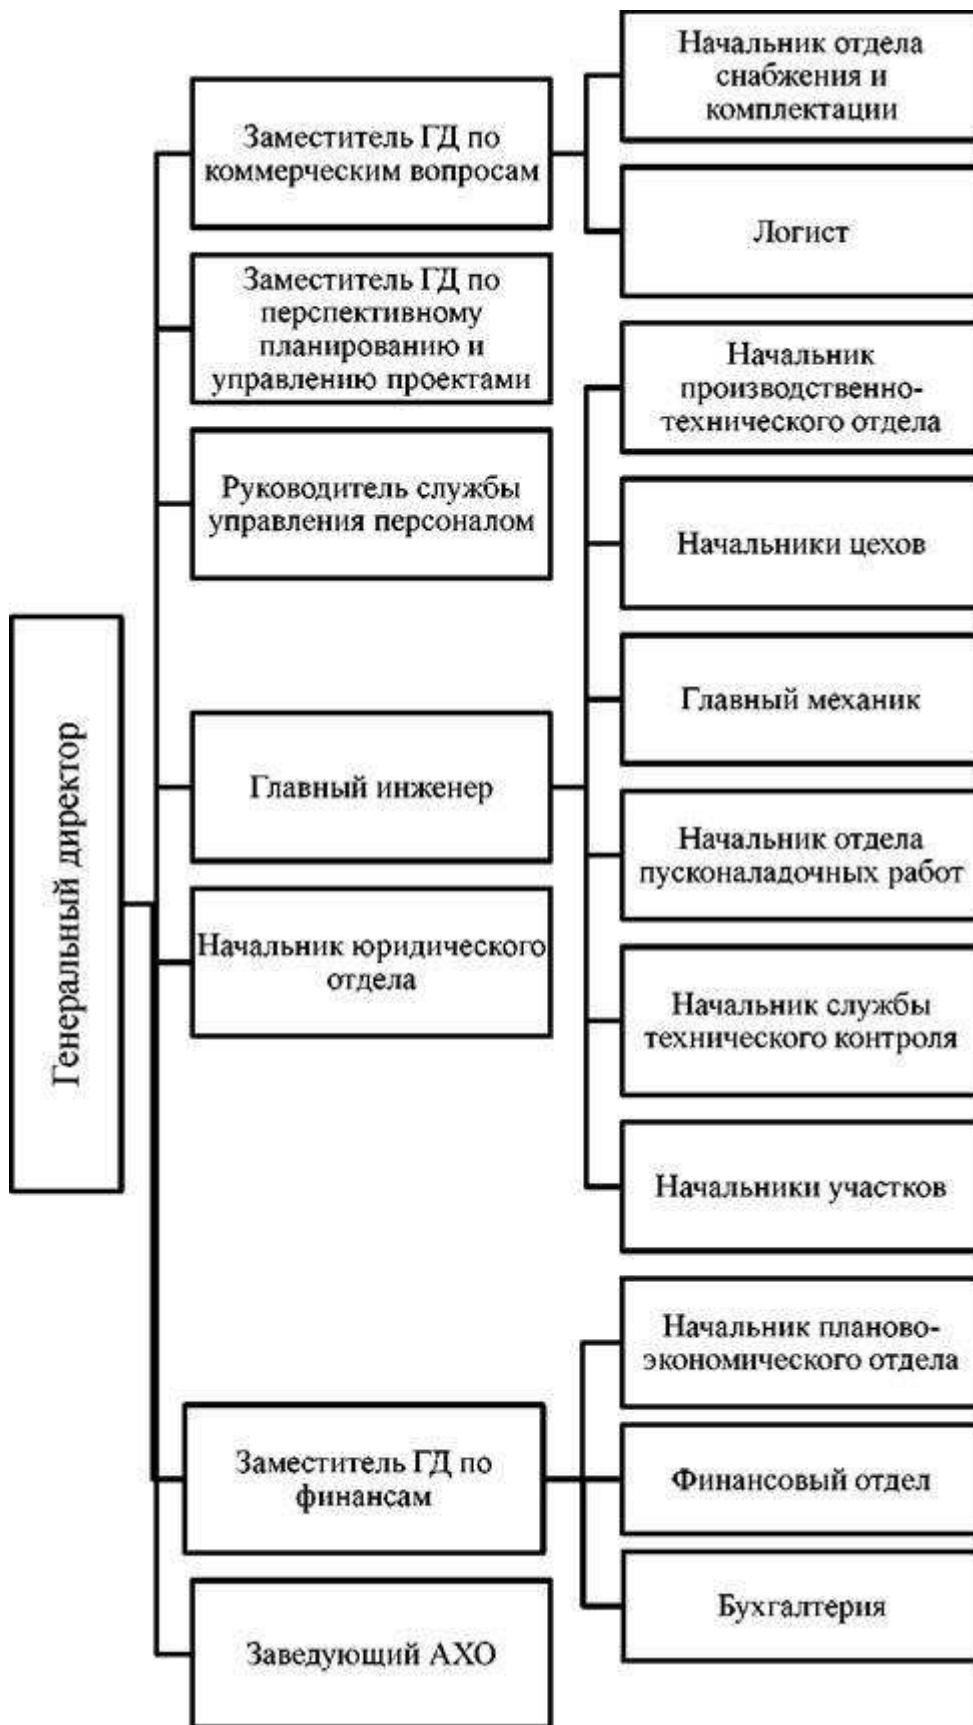 Генеральный директор
Заместитель ГД по
коммерческим вопросам
Заместитель ГД по
перспективному
планированию и
управлению проектами
Руководитель службы
управления персоналом
Главный инженер
Начальник юридического
отдела
Заместитель ГД по
финансам
Заведующий АХО
Начальник отдела
снабжения и
комплектации
Логист
Начальник
производственно-
технического отдела
Начальники цехов
Главный механик
Начальник отдела
пусконаладочных работ
Начальник службы
технического контроля
Начальники участков
Начальник планово-
экономического отдела
Финансовый отдел
Бухгалтерия